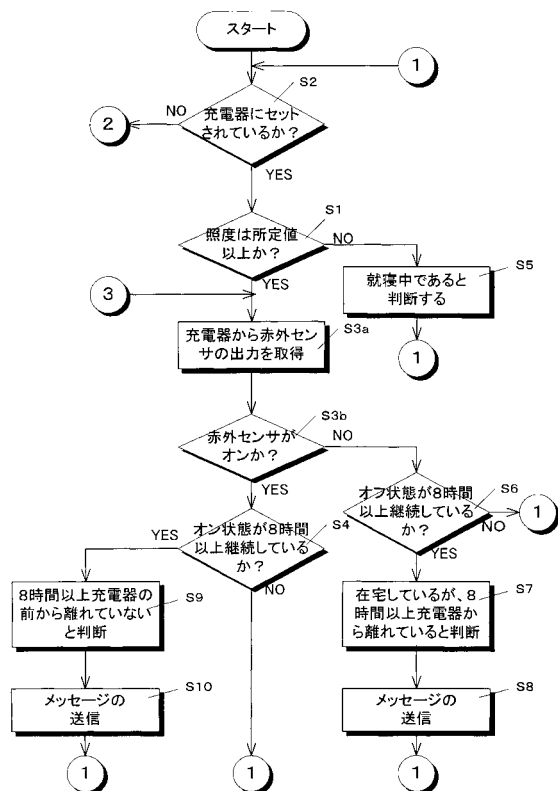 スタート
1
S2
充電器にセット
されているか？
NO
2
YES
S1
照度は所定値
以上か？
NO
YES
S5
就寝中であると
判断する
1
3
充電器から赤外セン
サの出力を取得
S3a
S3b
赤外センサが
オンか？
NO
YES
オフ状態が8時間
以上継続している
か？
S6
NO
1
YES
オン状態が8時間
以上継続している
か？
S4
YES
NO
8時間以上充電器の
前から離れていない
と判断
S9
在宅しているが、8
時間以上充電器か
ら離れていると判断
S7
メッセージの
送信
S10
メッセージの
送信
S8
1
1
1